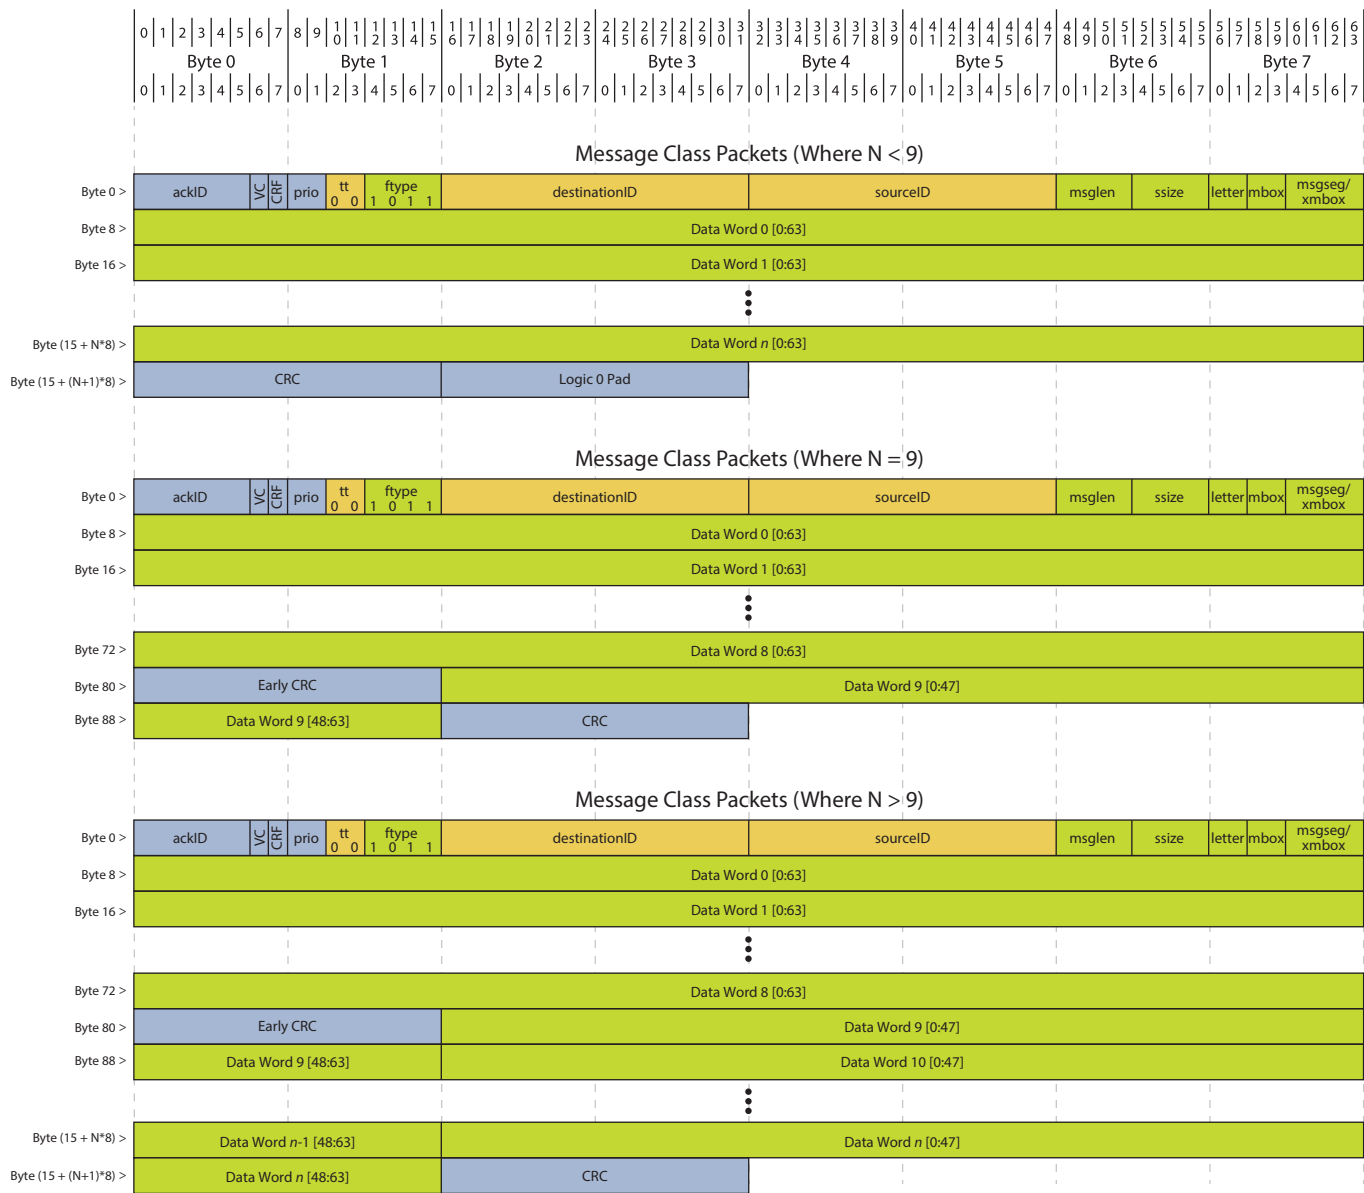 0 1 2 3 4 5 6 7 8 9 10 11 12 13 14 15 16 17 18 19 20 21 22 23 24 25 26 27 28 29 30 31 32 33 34 35 36 37 38 39 40 41 42 43 44 45 46 47 48 49 50 51 52 53 54 55 56 57 58 59 60 61 62 63
Byte 0 Byte 1 Byte 2 Byte 3 Byte 4 Byte 5 Byte 6 Byte 7
0 1 2 3 4 5 6 7 0 1 2 3 4 5 6 7 0 1 2 3 4 5 6 7 0 1 2 3 4 5 6 7 0 1 2 3 4 5 6 7 0 1 2 3 4 5 6 7 0 1 2 3 4 5 6 7 0 1 2 3 4 5 6 7
Message Class Packets (Where N < 9)
Byte 0 > ackID VC CRF prio tt 0 0 ftype 1 0 1 1 destinationID sourceID msglen ssize letter mbox msgseg/ xmbox
Byte 8 > Data Word 0 [0:63]
Byte 16 > Data Word 1 [0:63]
Byte (15 + N*8) > Data Word n [0:63]
Byte (15 + (N+1)*8) > CRC Logic 0 Pad
Message Class Packets (Where N = 9)
Byte 0 > ackID VC CRF prio tt 0 0 ftype 1 0 1 1 destinationID sourceID msglen ssize letter mbox msgseg/ xmbox
Byte 8 > Data Word 0 [0:63]
Byte 16 > Data Word 1 [0:63]
Byte 72 > Data Word 8 [0:63]
Byte 80 > Early CRC Data Word 9 [0:47]
Byte 88 > Data Word 9 [48:63] CRC
Message Class Packets (Where N > 9)
Byte 0 > ackID VC CRF prio tt 0 0 ftype 1 0 1 1 destinationID sourceID msglen ssize letter mbox msgseg/ xmbox
Byte 8 > Data Word 0 [0:63]
Byte 16 > Data Word 1 [0:63]
Byte 72 > Data Word 8 [0:63]
Byte 80 > Early CRC Data Word 9 [0:47]
Byte 88 > Data Word 9 [48:63] Data Word 10 [0:47]
Byte (15 + N*8) > Data Word n-1 [48:63] Data Word n [0:47]
Byte (15 + (N+1)*8) > Data Word n [48:63] CRC